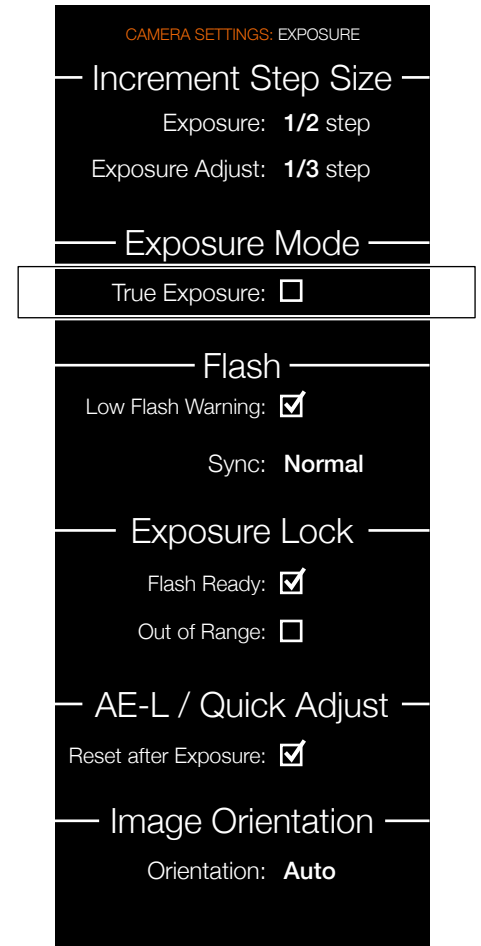 CAMERA SETTINGS: EXPOSURE
Increment Step Size
Exposure: 1/2 step
Exposure Adjust: 1/3 step
Exposure Mode
True Exposure:
Flash
Low Flash Warning:
Sync: Normal
Exposure Lock
Flash Ready:
Out of Range:
AE-L / Quick Adjust
Reset after Exposure:
Image Orientation
Orientation: Auto